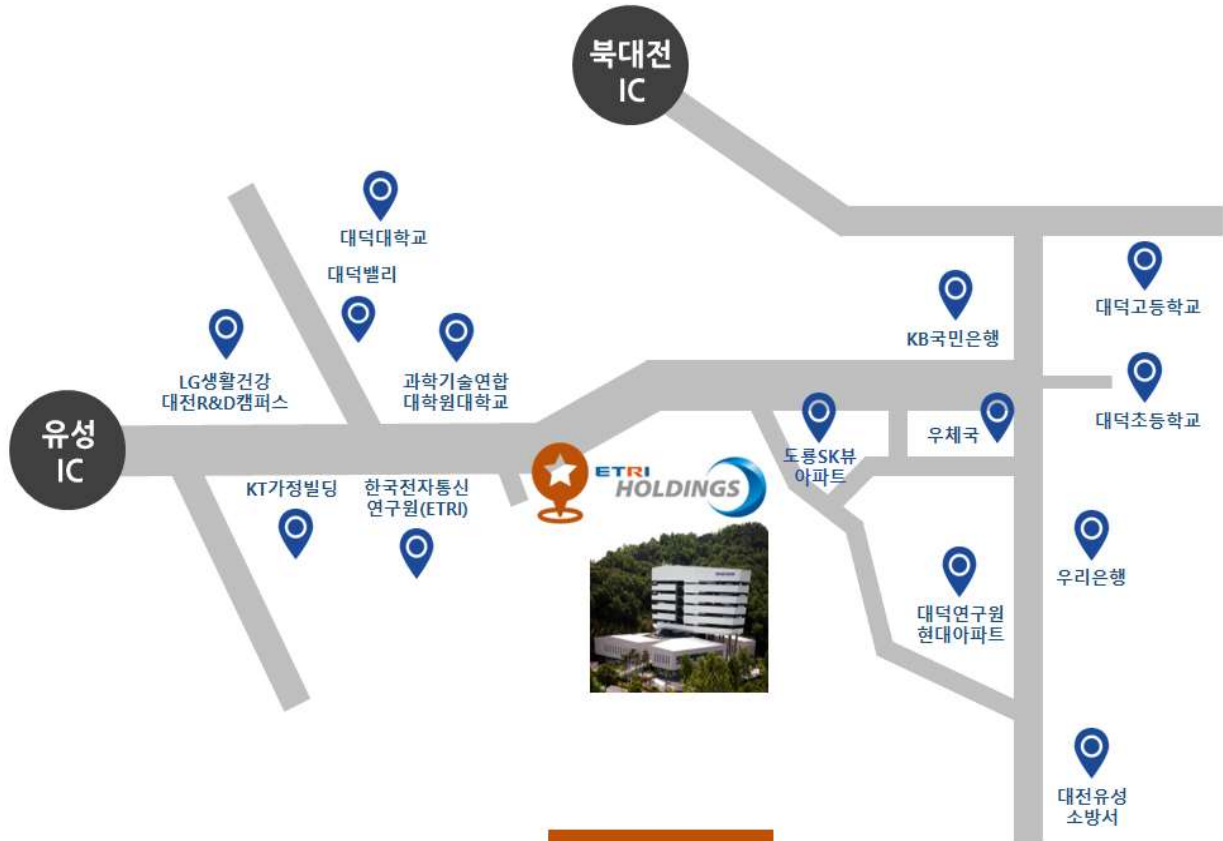 북대전
IC
대덕대학교
대덕밸리
LG생활건강
대전R&D캠퍼스
과학기술연합
대학원대학교
KB국민은행
대덕고등학교
대덕초등학교
유성
IC
KT가정빌딩
한국전자통신
연구원(ETRI)
ETRI
HOLDINGS
도룡SK뷰
아파트
우체국
우리은행
대덕연구원
현대아파트
대전유성
소방서